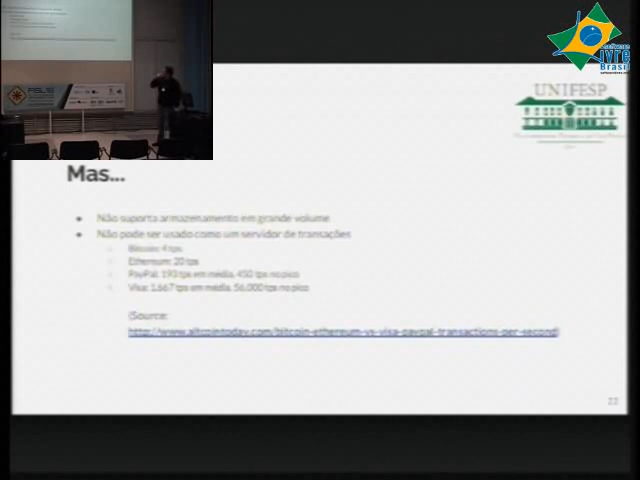 UNIFESP
Mas...
Não suporta armazenamento em grande volume
Não pode ser usado como um servidor de transações
Bitcoin: 4 tps
Ethereum: 20 tps
PayPal: 193 tps em média, 450 tps no pico
Visa: 1.667 tps em média, 56.000 tps no pico
(Source:
http://www.altcointoday.com/bitcoin-ethereum-vs-visa-paypal-transactions-per-second)
22
software
livre
Brasil